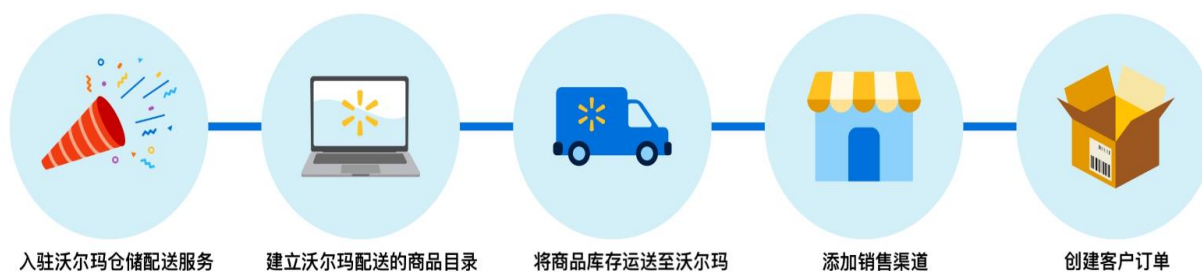 入驻沃尔玛仓储配送服务
建立沃尔玛配送的商品目录
将商品库存运送至沃尔玛
添加销售渠道
创建客户订单